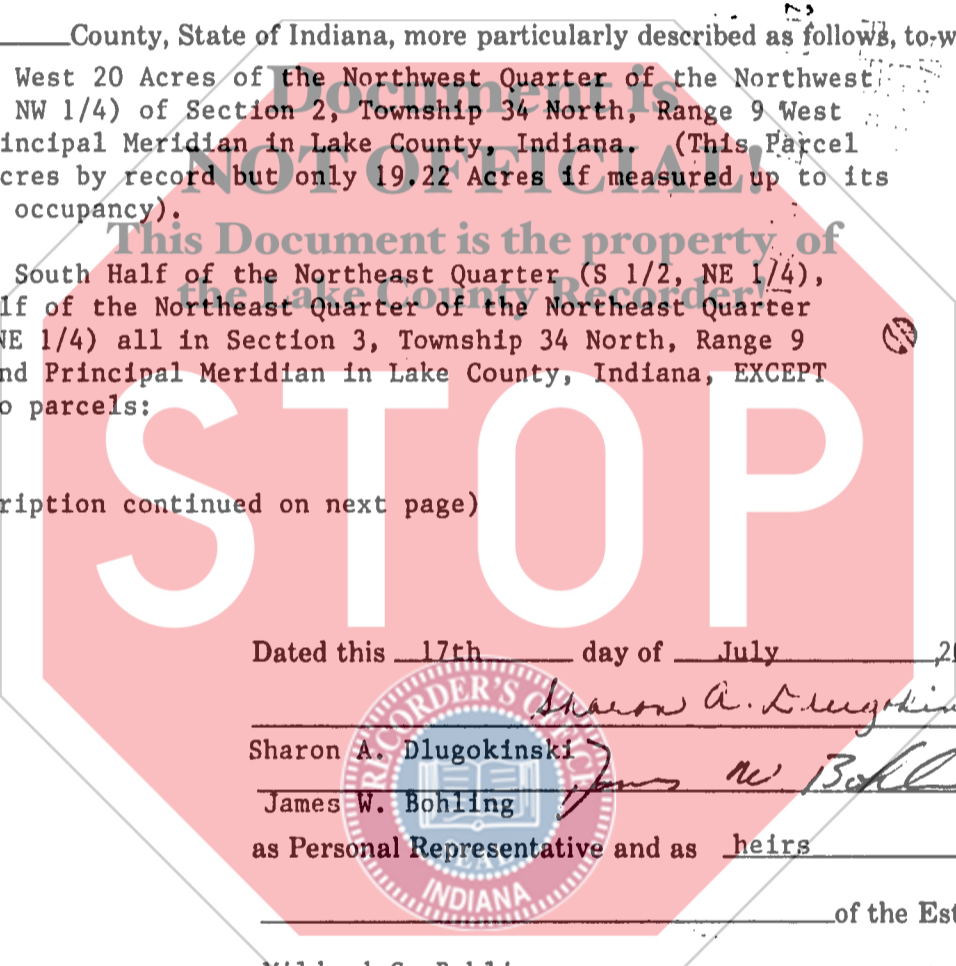 County, State of Indiana, more particularly described as follows, to-w
West 20 Acres of the Northwest Quarter of the Northwest
NW 1/4) of Section 2, Township 34 North, Range 9 West
incipal Meridian in Lake County, Indiana. (This Parcel
cres by record but only 19.22 Acres if measured up to its
occupancy).
South Half of the Northeast Quarter (S 1/2, NE 1/4),
lf of the Northeast Quarter of the Northeast Quarter
NE 1/4) all in Section 3, Township 34 North, Range 9
nd Principal Meridian in Lake County, Indiana, EXCEPT
o parcels:
ription continued on next page)
Document is
NOT OFFICIAL!
This Document is the property of
the Lake County Recorder!
STOP
Dated this 17th day of July ,20
Sharon A. Dlugokin
Sharon A. Dlugokinski
James W Bohl
James W. Bohling
as Personal Representative and as heirs
of the Est
RECORDER'S OFFICE
SEAL
INDIANA